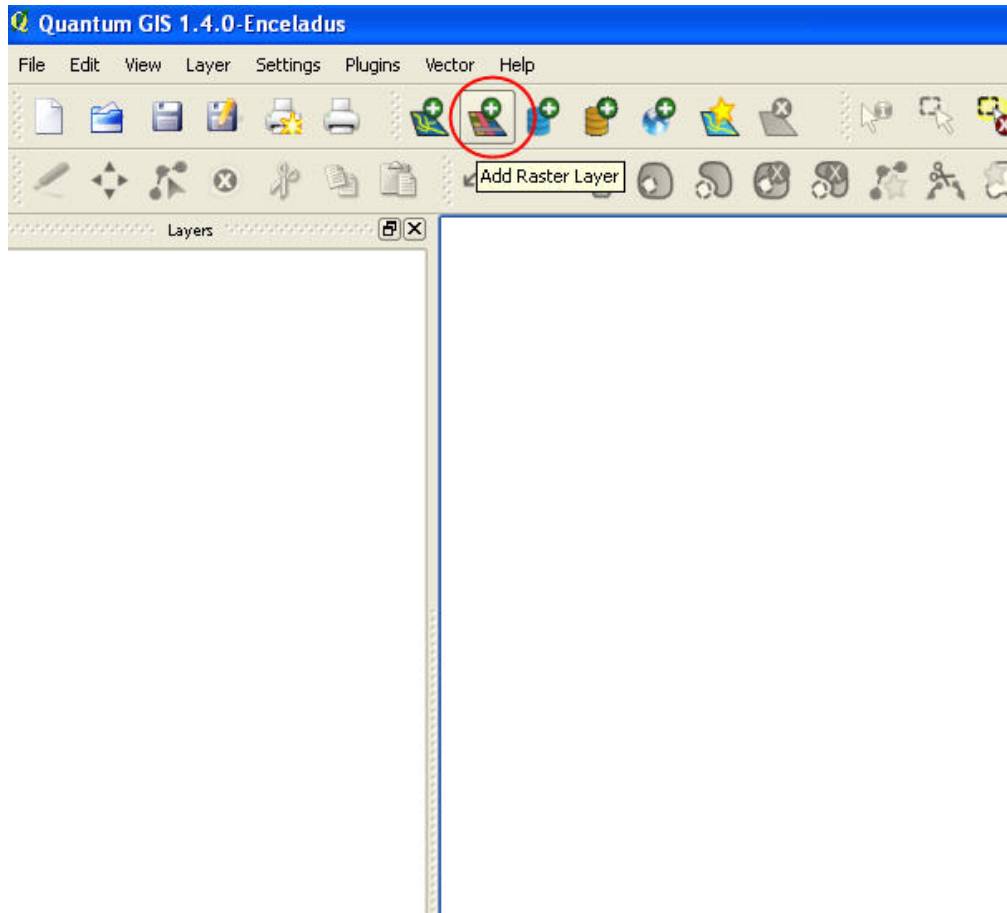 Quantum GIS 1.4.0-Enceladus
File Edit View Layer Settings Plugins Vector Help
Add Raster Layer
Layers